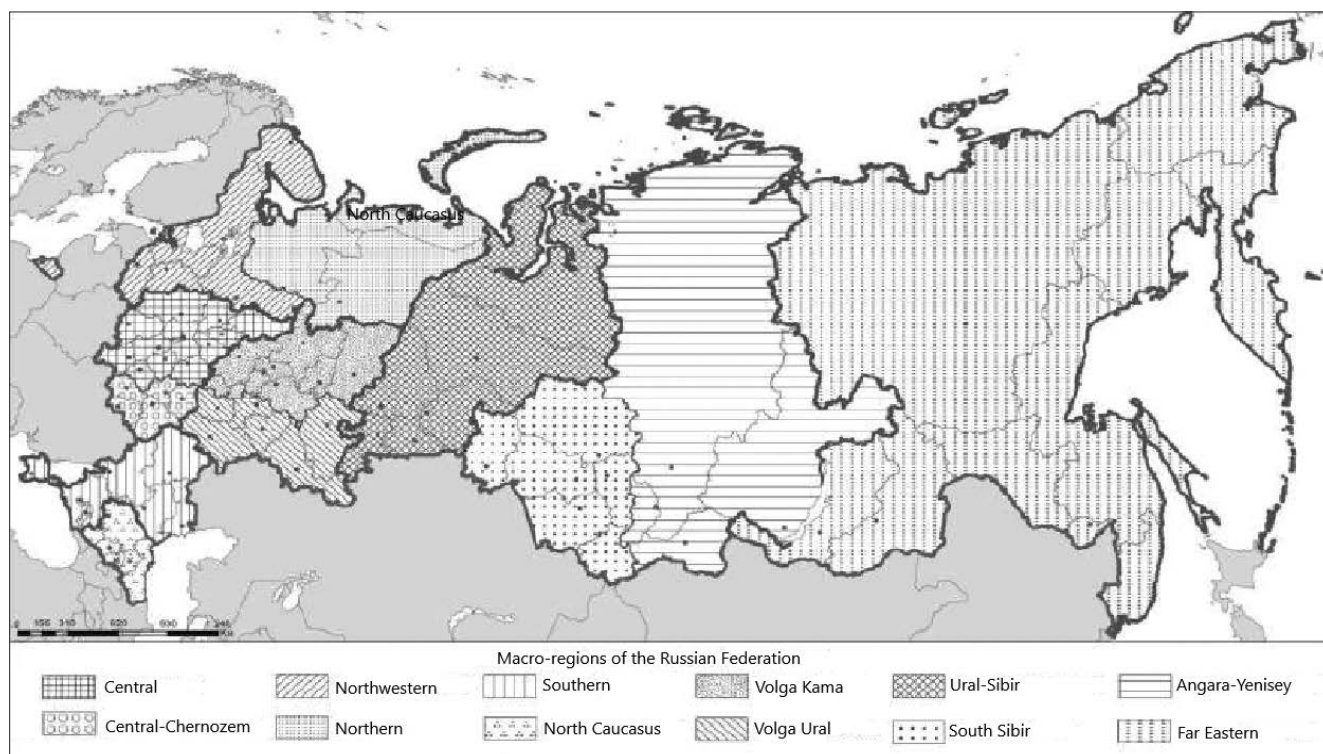 North Caucasus
Macro-regions of the Russian Federation
Central Northwestern Southern Volga Kama Ural-Sibir Angara-Yenisey
Central-Chernozem Northern North Caucasus Volga Ural South Sibir Far Eastern